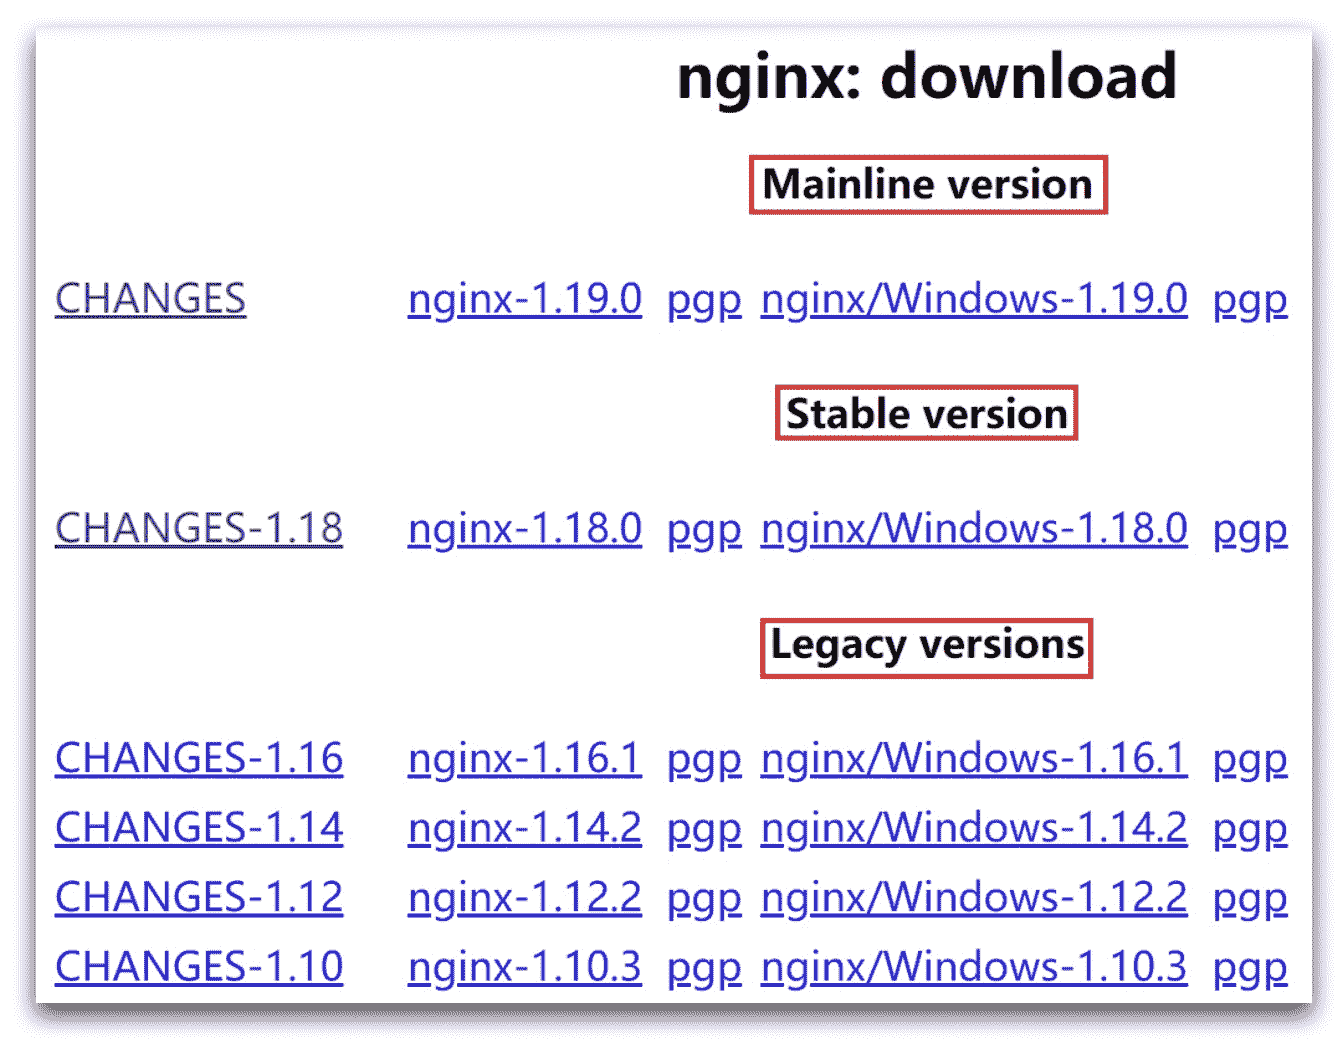 nginx: download
Mainline version
CHANGES nginx-1.19.0 pgp nginx/Windows-1.19.0 pgp
Stable version
CHANGES-1.18 nginx-1.18.0 pgp nginx/Windows-1.18.0 pgp
Legacy versions
CHANGES-1.16 nginx-1.16.1 pgp nginx/Windows-1.16.1 pgp
CHANGES-1.14 nginx-1.14.2 pgp nginx/Windows-1.14.2 pgp
CHANGES-1.12 nginx-1.12.2 pgp nginx/Windows-1.12.2 pgp
CHANGES-1.10 nginx-1.10.3 pgp nginx/Windows-1.10.3 pgp